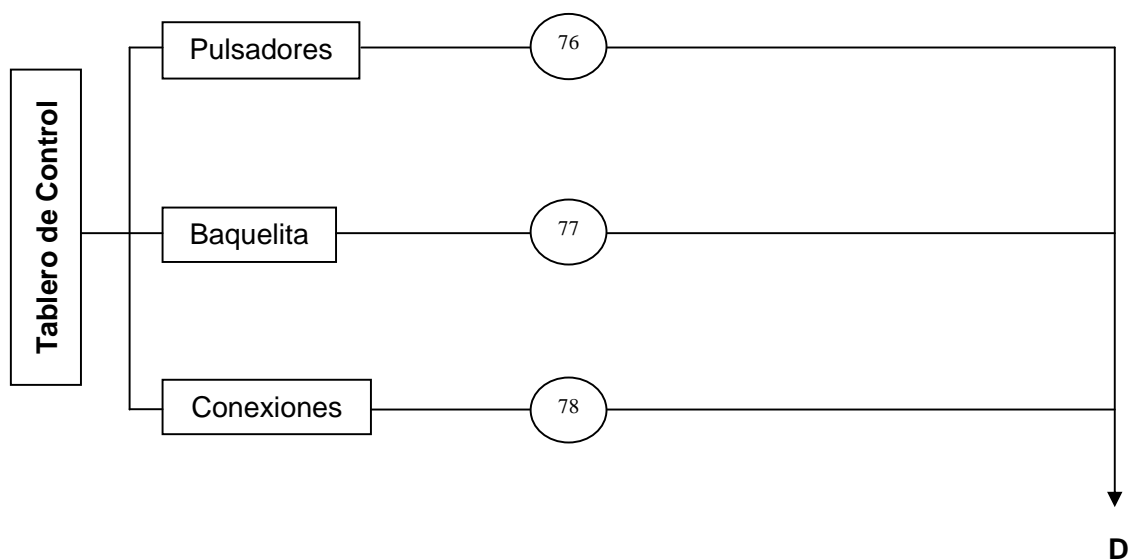 Tablero de Control
Pulsadores
76
Baquelita
77
Conexiones
78
D